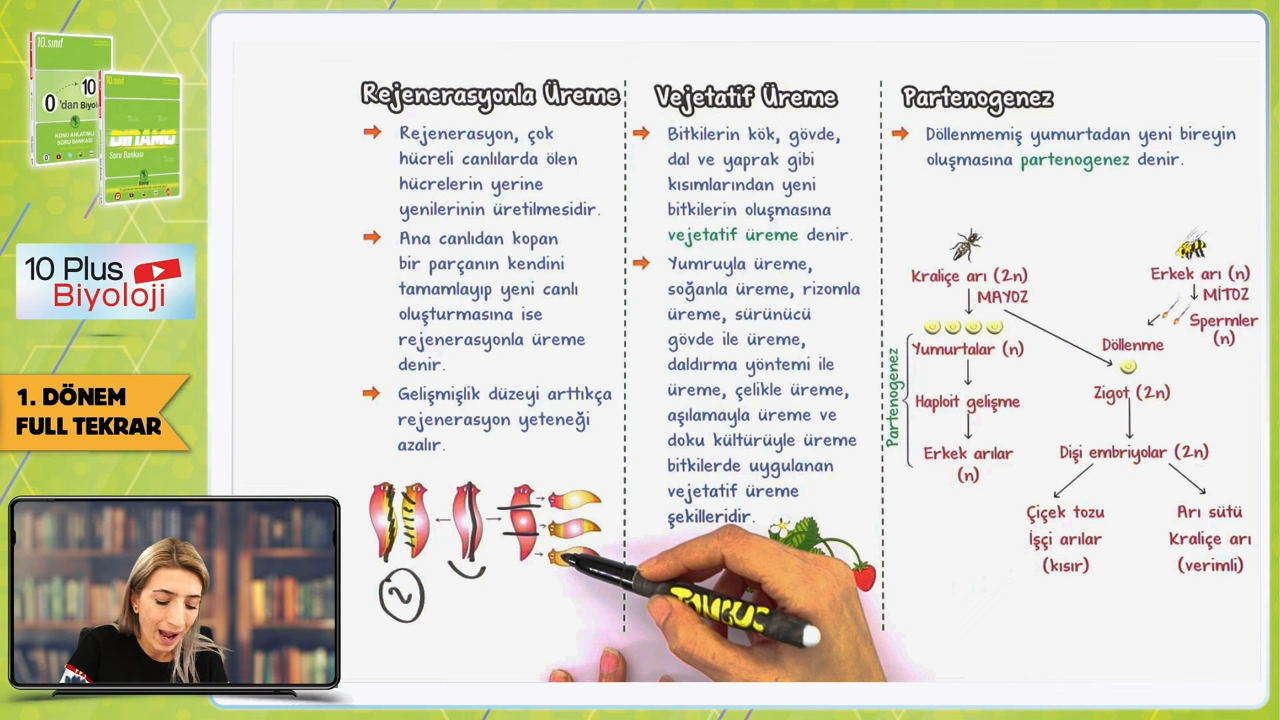 10.sınıf
0'dan
10
Biyol
KONU ANLATIMLI
SORU BANKASI
10.sınıf
DİNAMO
Soru Bankası
10 Plus
Biyoloji
1. DÖNEM
FULL TEKRAR
Rejenerasyonla Üreme
Rejenerasyon, çok
hücreli canlılarda ölen
hücrelerin yerine
yenilerinin üretilmesidir.
Ana canlıdan kopan
bir parçanın kendini
tamamlayıp yeni canlı
oluşturmasına ise
rejenerasyonla üreme
denir.
Gelişmişlik düzeyi arttıkça
rejenerasyon yeteneği
azalır.
2
Vejetatif Üreme
Bitkilerin kök, gövde,
dal ve yaprak gibi
kısımlarından yeni
bitkilerin oluşmasına
vejetatif üreme denir.
Yumruyla üreme,
soğanla üreme, rizomla
üreme, sürünücü
gövde ile üreme,
daldırma yöntemi ile
üreme, çelikle üreme,
aşılamayla üreme ve
doku kültürüyle üreme
bitkilerde uygulanan
vejetatif üreme
şekilleridir.
Partenogenez
Döllenmemiş yumurtadan yeni bireyin
oluşmasına partenogenez denir.
Kraliçe arı (2n)
MAYOZ
Yumurtalar (n)
Haploit gelişme
Erkek arılar
(n)
Partenogenez
Erkek arı (n)
MİTOZ
Spermler
(n)
Döllenme
Zigot (2n)
Dişi embriyolar (2n)
Çiçek tozu
İşçi arılar
(kısır)
Arı sütü
Kraliçe arı
(verimli)